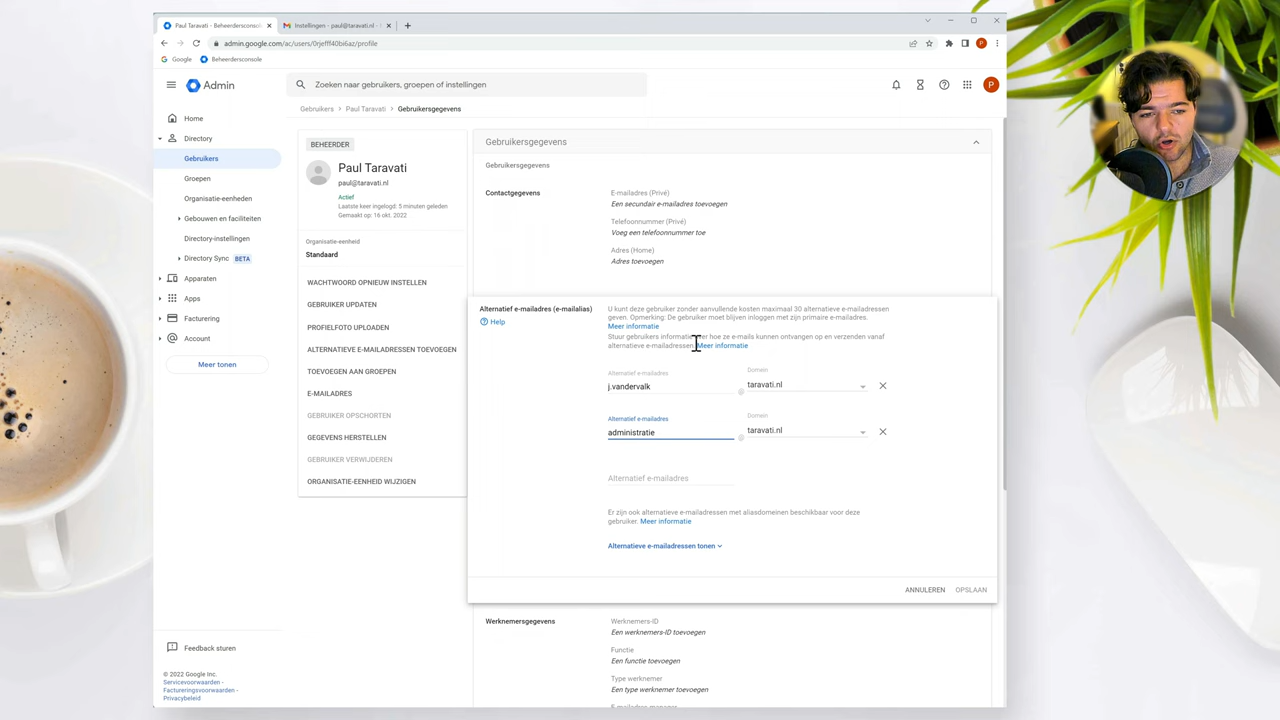 Paul Taravati - Beheerdersconsole
Instellingen - paul@taravati.nl -
admin.google.com/ac/users/0rjefff40bi6az/profile
P
Google
Beheerdersconsole
Admin
Zoeken naar gebruikers, groepen of instellingen
P
Home
Directory
Gebruikers
Groepen
Organisatie-eenheden
Gebouwen en faciliteiten
Directory-instellingen
Directory Sync BETA
Apparaten
Apps
Facturering
Account
Meer tonen
Feedback sturen
© 2022 Google Inc.
Servicevoorwaarden -
Factureringsvoorwaarden -
Privacybeleid
Gebruikers > Paul Taravati > Gebruikersgegevens
BEHEERDER
Paul Taravati
paul@taravati.nl
Actief
Laatste keer ingelogd: 5 minuten geleden
Gemaakt op: 16 okt. 2022
Organisatie-eenheid
Standaard
WACHTWOORD OPNIEUW INSTELLEN
GEBRUIKER UPDATEN
PROFIELFOTO UPLOADEN
ALTERNATIEVE E-MAILADRESSEN TOEVOEGEN
TOEVOEGEN AAN GROEPEN
E-MAILADRES
GEBRUIKER OPSCHORTEN
GEGEVENS HERSTELLEN
GEBRUIKER VERWIJDEREN
ORGANISATIE-EENHEID WIJZIGEN
Gebruikersgegevens
Gebruikersgegevens
Contactgegevens
E-mailadres (Privé)
Een secundair e-mailadres toevoegen
Telefoonnummer (Privé)
Voeg een telefoonnummer toe
Adres (Home)
Adres toevoegen
Alternatief e-mailadres (e-mailalias)
Help
U kunt deze gebruiker zonder aanvullende kosten maximaal 30 alternatieve e-mailadressen
geven. Opmerking: De gebruiker moet blijven inloggen met zijn primaire e-mailadres.
Meer informatie
Stuur gebruikers informatie over hoe ze e-mails kunnen ontvangen op en verzenden vanaf
alternatieve e-mailadressen. Meer informatie
Alternatief e-mailadres
Domein
j.vandervalk @ taravati.nl
Alternatief e-mailadres
Domein
administratie @ taravati.nl
Alternatief e-mailadres
Er zijn ook alternatieve e-mailadressen met aliasdomeinen beschikbaar voor deze
gebruiker. Meer informatie
Alternatieve e-mailadressen tonen
ANNULEREN OPSLAAN
Werknemersgegevens
Werknemers-ID
Een werknemers-ID toevoegen
Functie
Een functie toevoegen
Type werknemer
Een type werknemer toevoegen